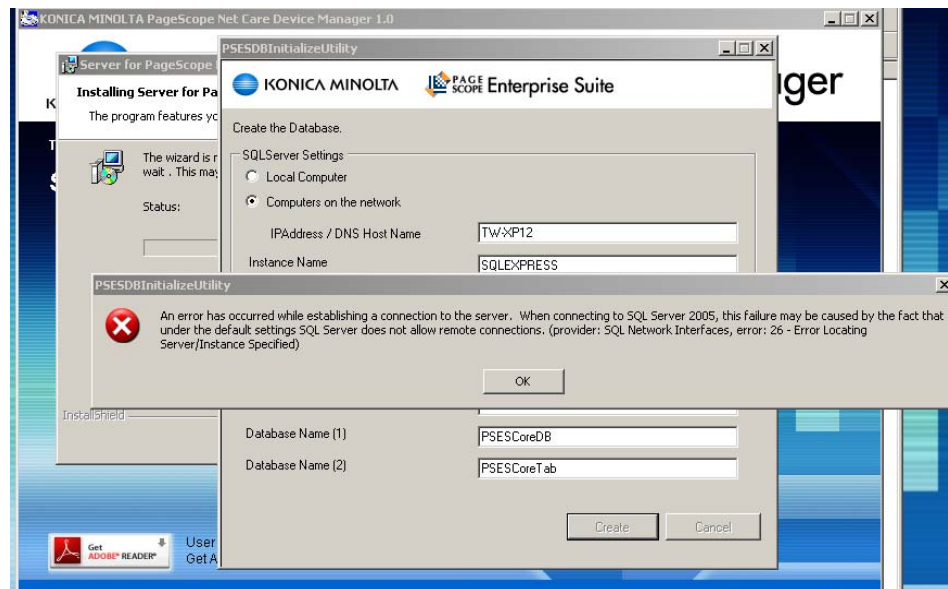 KONICA MINOLTA PageScope Net Care Device Manager 1.0
PSESDBInitializeUtility
Server for PageScope
KONICA MINOLTA
PAGE SCOPE Enterprise Suite
Installing Server for Pa
The program features yo
Create the Database.
The wizard is r
wait . This may
Status:
SQLServer Settings
Local Computer
Computers on the network
IPAddress / DNS Host Name
TW-XP12
Instance Name
SQLEXPRESS
PSESDBInitializeUtility
An error has occurred while establishing a connection to the server.  When connecting to SQL Server 2005, this failure may be caused by the fact that
under the default settings SQL Server does not allow remote connections. (provider: SQL Network Interfaces, error: 26 - Error Locating
Server/Instance Specified)
OK
InstallShield
Database Name (1)
PSESCoreDB
Database Name (2)
PSESCoreTab
Create
Cancel
Get
ADOBE® READER®
User
Get A